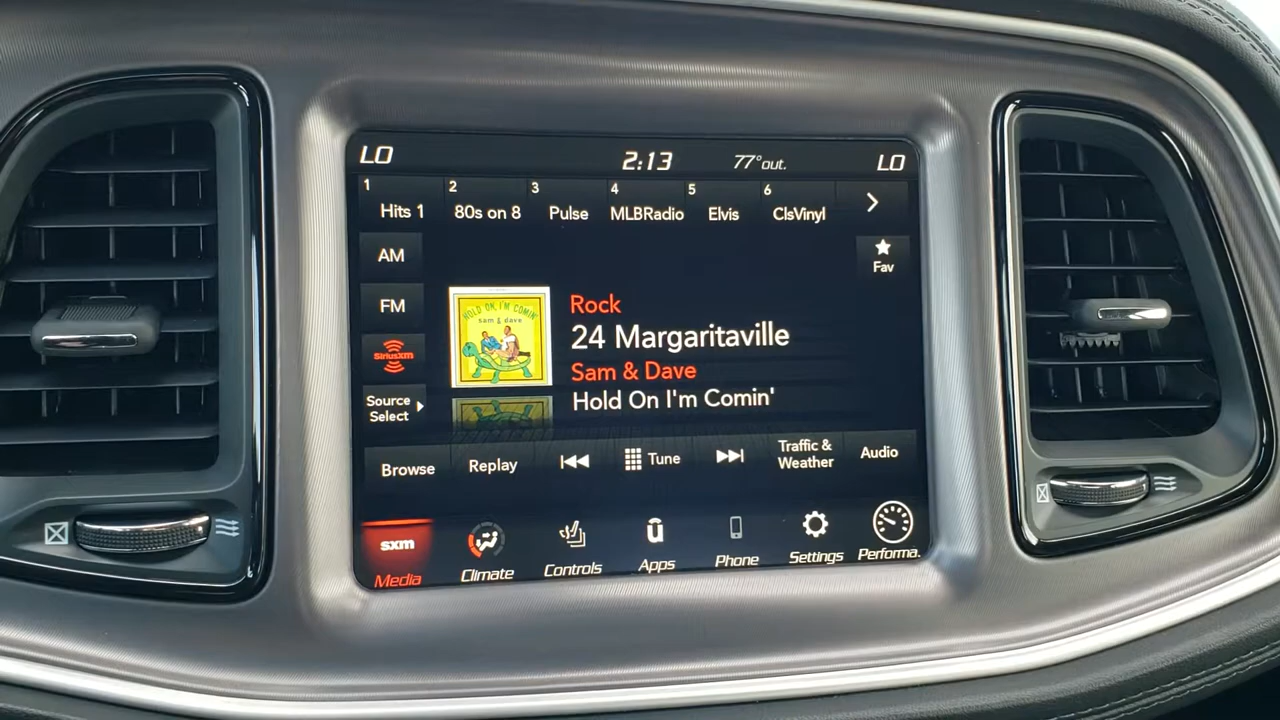 LO 2:13 77°out. LO
1 2 3 4 5 6
Hits 1 80s on 8 Pulse MLBRadio Elvis ClsVinyl
AM
Fav
FM
HOLD ON, I'M COMIN'
sam & dave
Rock
24 Margaritaville
SiriusXM
Sam & Dave
Hold On I'm Comin'
Source
Select
Browse Replay Tune Traffic &
Weather Audio
sxm
Media Climate Controls Apps Phone Settings Performa.